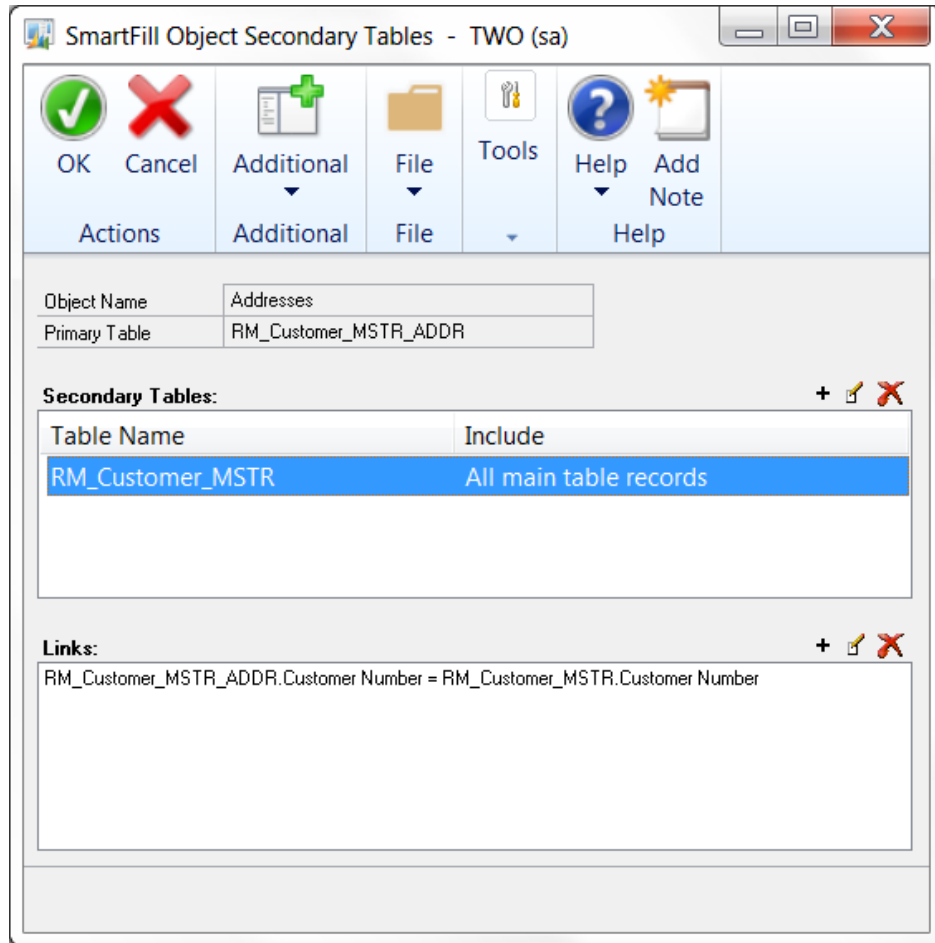 SmartFill Object Secondary Tables - TWO (sa)
OK Cancel Additional File Tools Help Add Note
Actions Additional File Help
Object Name Addresses
Primary Table RM_Customer_MSTR_ADDR
Secondary Tables:
Table Name Include
RM_Customer_MSTR All main table records
Links:
RM_Customer_MSTR_ADDR.Customer Number = RM_Customer_MSTR.Customer Number